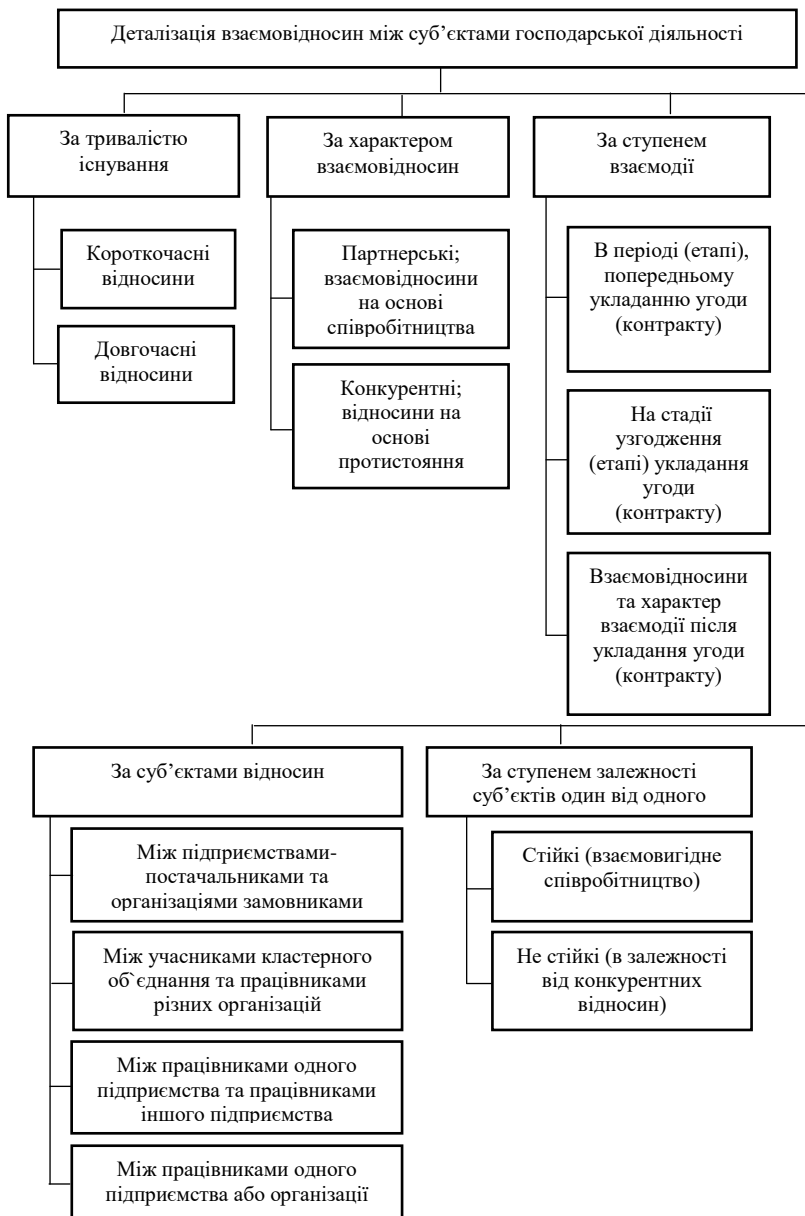 Деталізація взаємовідносин між суб’єктами господарської діяльності
За тривалістю
існування
Короткочасні
відносини
Довгочасні
відносини
За характером
взаємовідносин
Партнерські;
взаємовідносини
на основі
співробітництва
Конкурентні;
відносини на
основі
протистояння
За ступенем
взаємодії
В періоді (етапі),
попередньому
укладанню угоди
(контракту)
На стадії
узгодження
(етапі) укладання
угоди
(контракту)
Взаємовідносини
та характер
взаємодії після
укладання угоди
(контракту)
За суб’єктами відносин
Між підприємствами-
постачальниками та
організаціями замовниками
Між учасниками кластерного
об`єднання та працівниками
різних організацій
Між працівниками одного
підприємства та працівниками
іншого підприємства
Між працівниками одного
підприємства або організації
За ступенем залежності
суб’єктів один від одного
Стійкі (взаємовигідне
співробітництво)
Не стійкі (в залежності
від конкурентних
відносин)